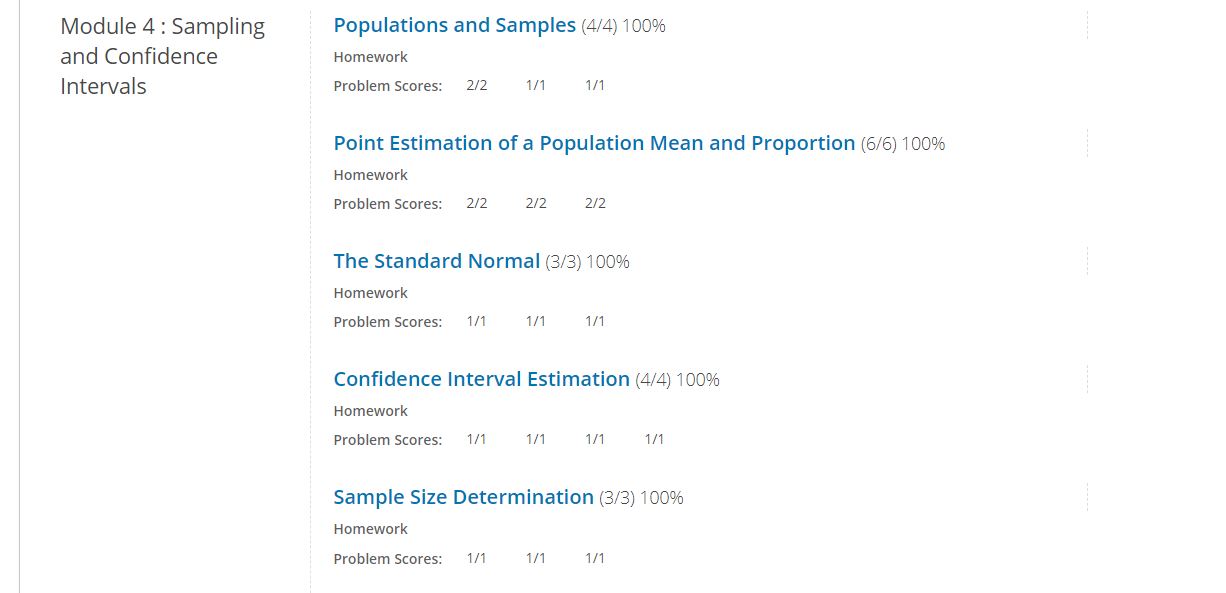 Module 4 : Sampling
and Confidence
Intervals
Populations and Samples (4/4) 100%
Homework
Problem Scores: 2/2 1/1 1/1
Point Estimation of a Population Mean and Proportion (6/6) 100%
Homework
Problem Scores: 2/2 2/2 2/2
The Standard Normal (3/3) 100%
Homework
Problem Scores: 1/1 1/1 1/1
Confidence Interval Estimation (4/4) 100%
Homework
Problem Scores: 1/1 1/1 1/1 1/1
Sample Size Determination (3/3) 100%
Homework
Problem Scores: 1/1 1/1 1/1